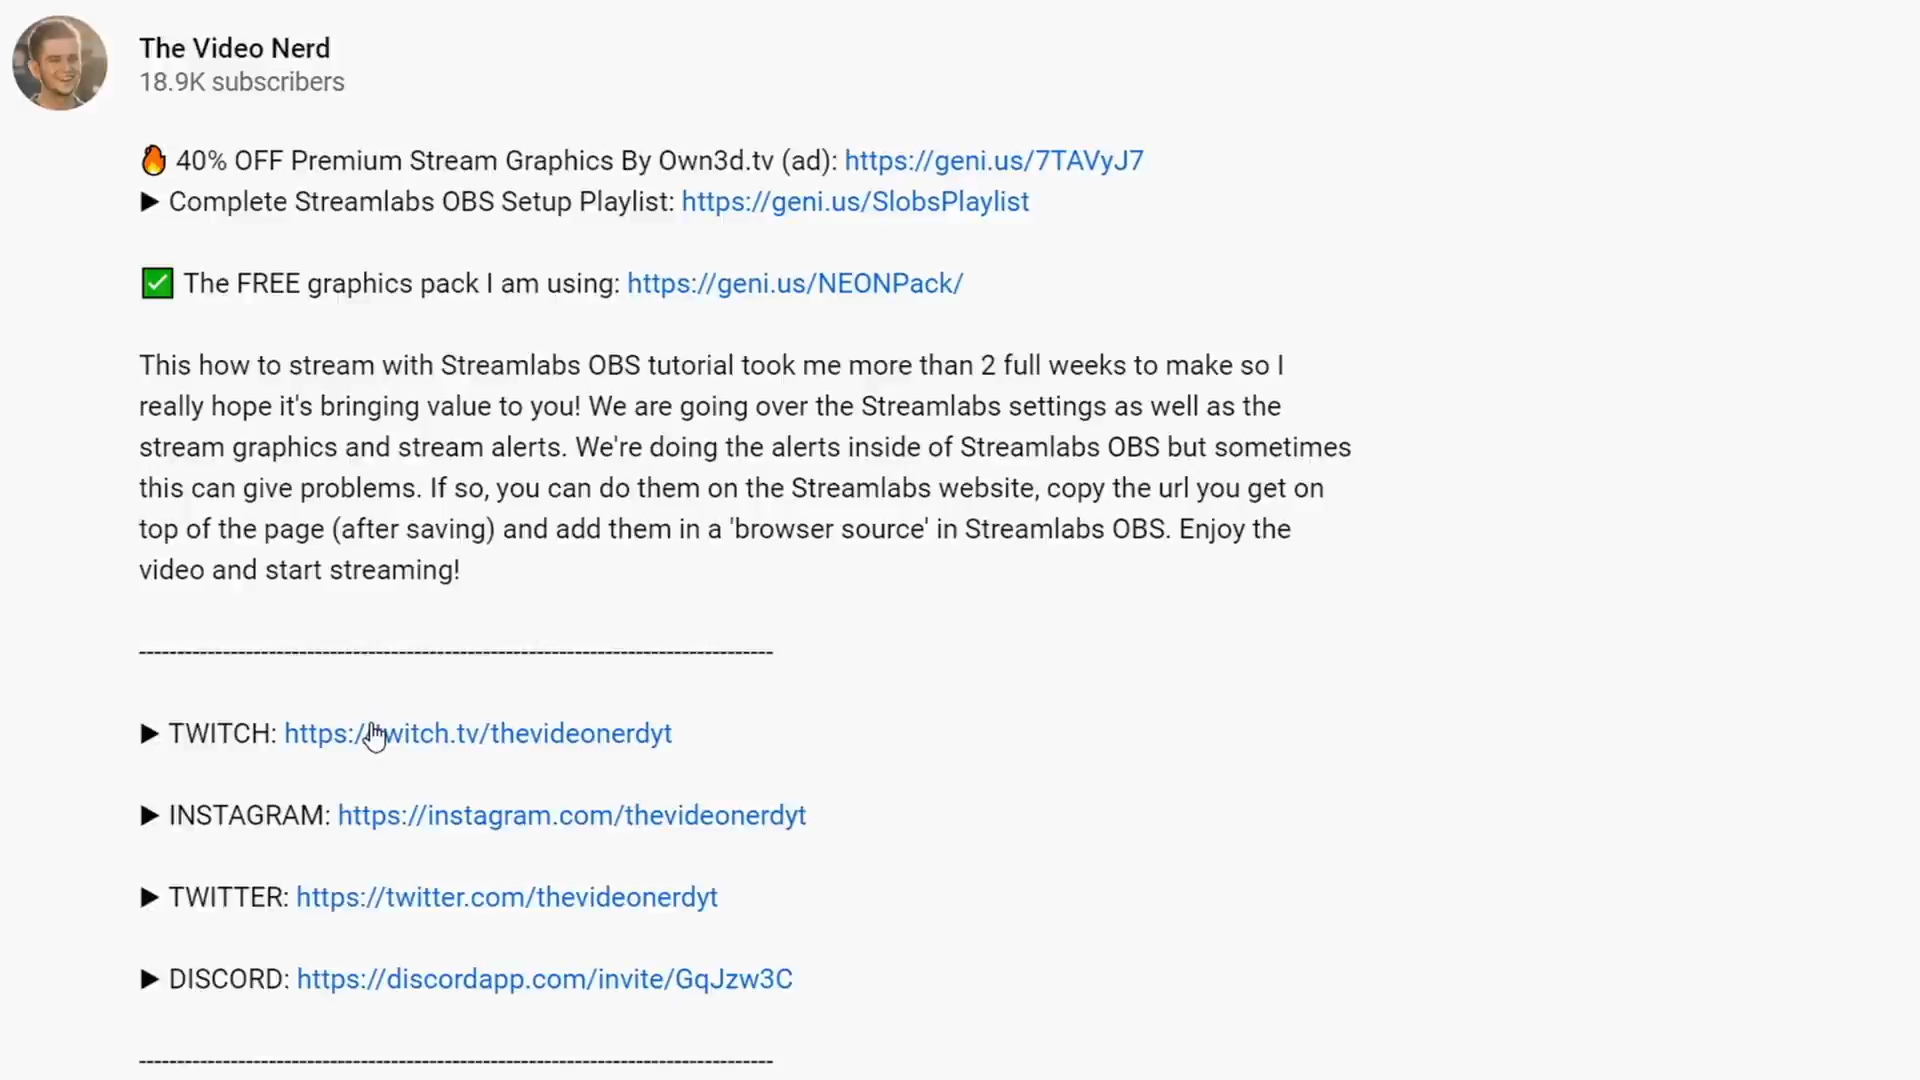 The Video Nerd
18.9K subscribers
🔥 40% OFF Premium Stream Graphics By Own3d.tv (ad): https://geni.us/7TAVyJ7
▶ Complete Streamlabs OBS Setup Playlist: https://geni.us/SlobsPlaylist
✅ The FREE graphics pack I am using: https://geni.us/NEONPack/
This how to stream with Streamlabs OBS tutorial took me more than 2 full weeks to make so I
really hope it's bringing value to you! We are going over the Streamlabs settings as well as the
stream graphics and stream alerts. We're doing the alerts inside of Streamlabs OBS but sometimes
this can give problems. If so, you can do them on the Streamlabs website, copy the url you get on
top of the page (after saving) and add them in a 'browser source' in Streamlabs OBS. Enjoy the
video and start streaming!
▶ TWITCH: https://twitch.tv/thevideonerdyt
▶ INSTAGRAM: https://instagram.com/thevideonerdyt
▶ TWITTER: https://twitter.com/thevideonerdyt
▶ DISCORD: https://discordapp.com/invite/GqJzw3C